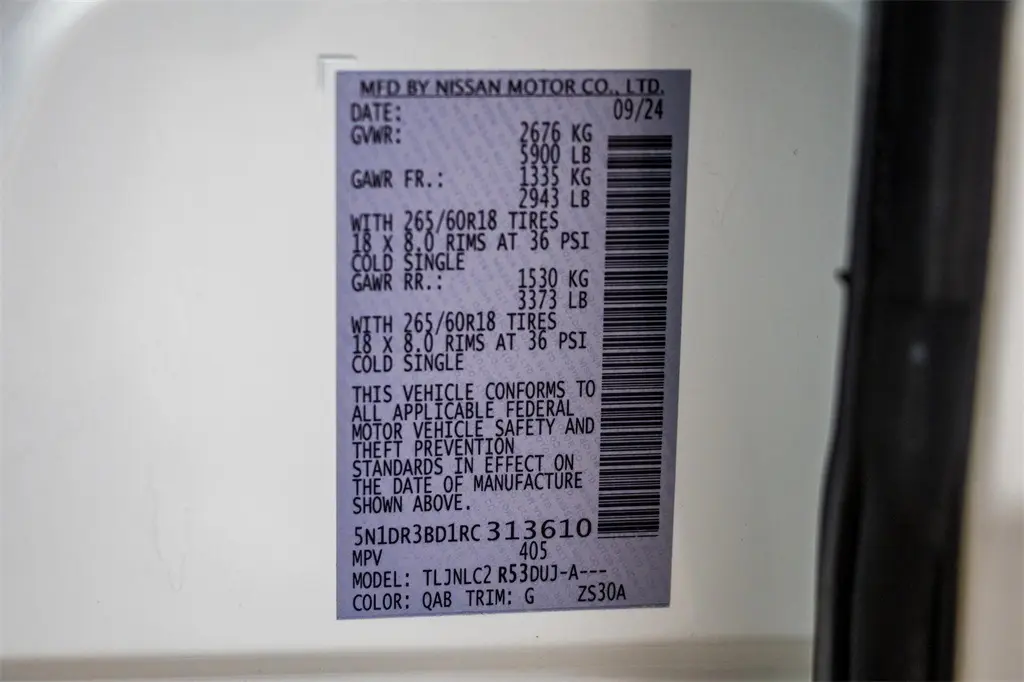 MFD BY NISSAN MOTOR CO., LTD.
DATE: 09/24
GVWR: 2676 KG
5900 LB
GAWR FR.: 1335 KG
2943 LB
WITH 265/60R18 TIRES
18 X 8.0 RIMS AT 36 PSI
COLD SINGLE
GAWR RR.: 1530 KG
3373 LB
WITH 265/60R18 TIRES
18 X 8.0 RIMS AT 36 PSI
COLD SINGLE
THIS VEHICLE CONFORMS TO
ALL APPLICABLE FEDERAL
MOTOR VEHICLE SAFETY AND
THEFT PREVENTION
STANDARDS IN EFFECT ON
THE DATE OF MANUFACTURE
SHOWN ABOVE.
5N1DR3BD1RC313610
MPV 405
MODEL: TLJNLC2 R53DUJ-A---
COLOR: QAB TRIM: G ZS30A